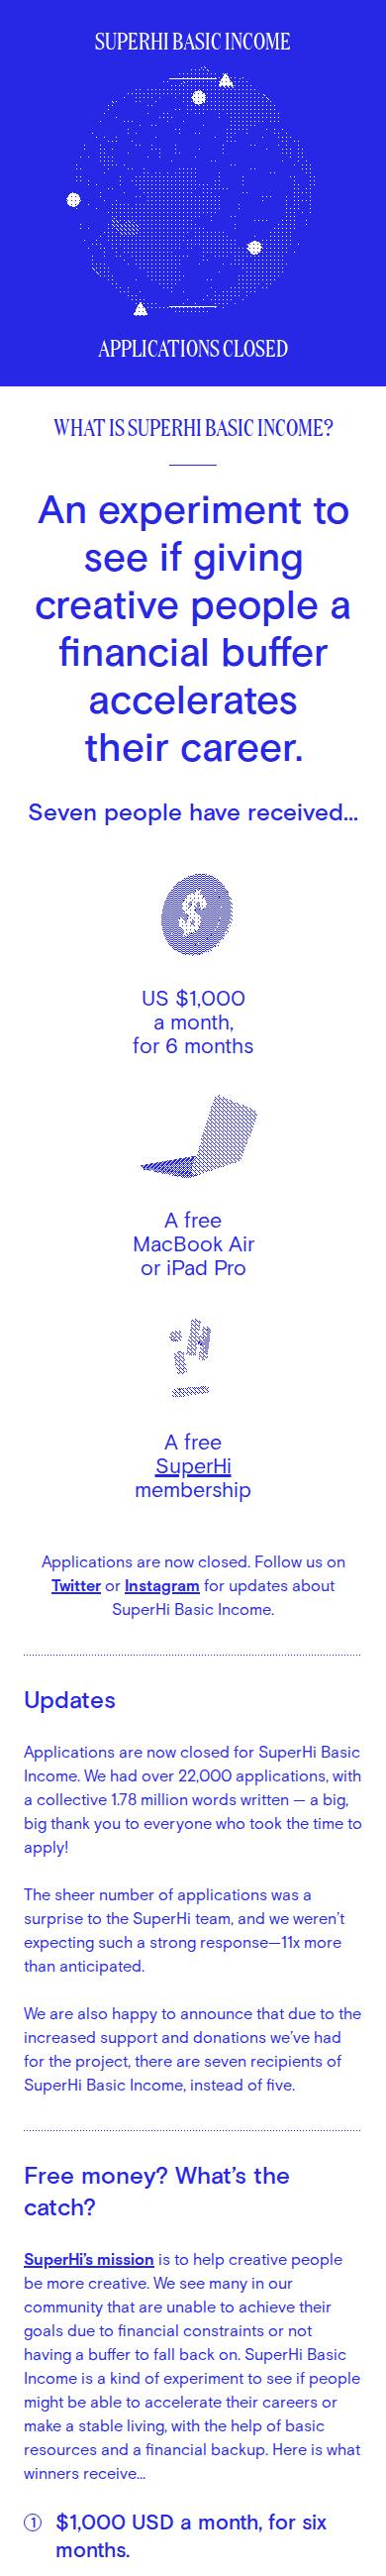 SUPERHI BASIC INCOME
APPLICATIONS CLOSED
WHAT IS SUPERHI BASIC INCOME?
An experiment to
see if giving
creative people a
financial buffer
accelerates
their career.
Seven people have received...
$
US $1,000
a month,
for 6 months
A free
MacBook Air
or iPad Pro
A free
SuperHi
membership
Applications are now closed. Follow us on
Twitter or Instagram for updates about
SuperHi Basic Income.
Updates
Applications are now closed for SuperHi Basic
Income. We had over 22,000 applications, with
a collective 1.78 million words written — a big,
big thank you to everyone who took the time to
apply!
The sheer number of applications was a
surprise to the SuperHi team, and we weren't
expecting such a strong response—11x more
than anticipated.
We are also happy to announce that due to the
increased support and donations we've had
for the project, there are seven recipients of
SuperHi Basic Income, instead of five.
Free money? What's the
catch?
SuperHi's mission is to help creative people
be more creative. We see many in our
community that are unable to achieve their
goals due to financial constraints or not
having a buffer to fall back on. SuperHi Basic
Income is a kind of experiment to see if people
might be able to accelerate their careers or
make a stable living, with the help of basic
resources and a financial backup. Here is what
winners receive...
① $1,000 USD a month, for six
months.